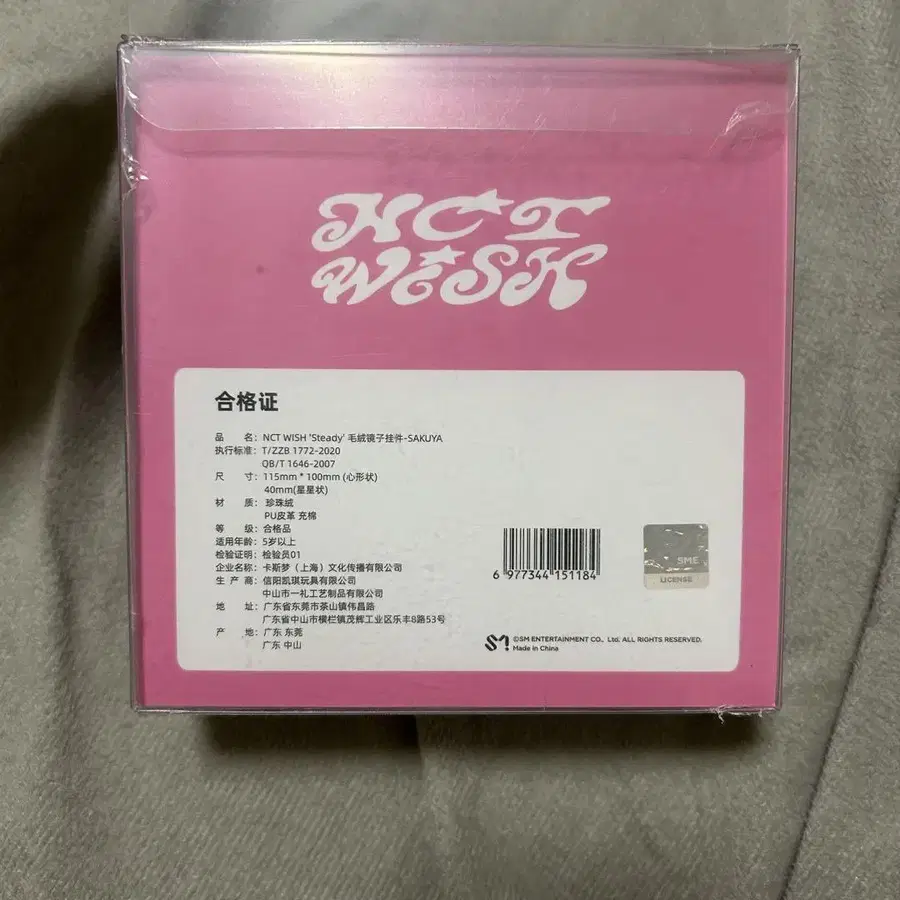 NCT
WiSH
合格证
品 名：NCT WISH 'Steady' 毛绒镜子挂件-SAKUYA
执行标准：T/ZZB 1772-2020
QB/T 1646-2007
尺 寸：115mm * 100mm (心形状)
40mm(星星状)
材 质：珍珠绒
PU皮革 充棉
等 级：合格品
适用年龄：5岁以上
检验证明：检验员01
企业名称：卡斯梦（上海）文化传播有限公司
生 产 商：信阳凯琪玩具有限公司
中山市一礼工艺制品有限公司
地 址：广东省东莞市茶山镇伟昌路
广东省中山市横栏镇茂辉工业区乐丰8路53号
产 地：广东 东莞
广东 中山
6 977344 151184
SME
LICENSE
SM ©SM ENTERTAINMENT CO., Ltd. ALL RIGHTS RESERVED.
Made in China